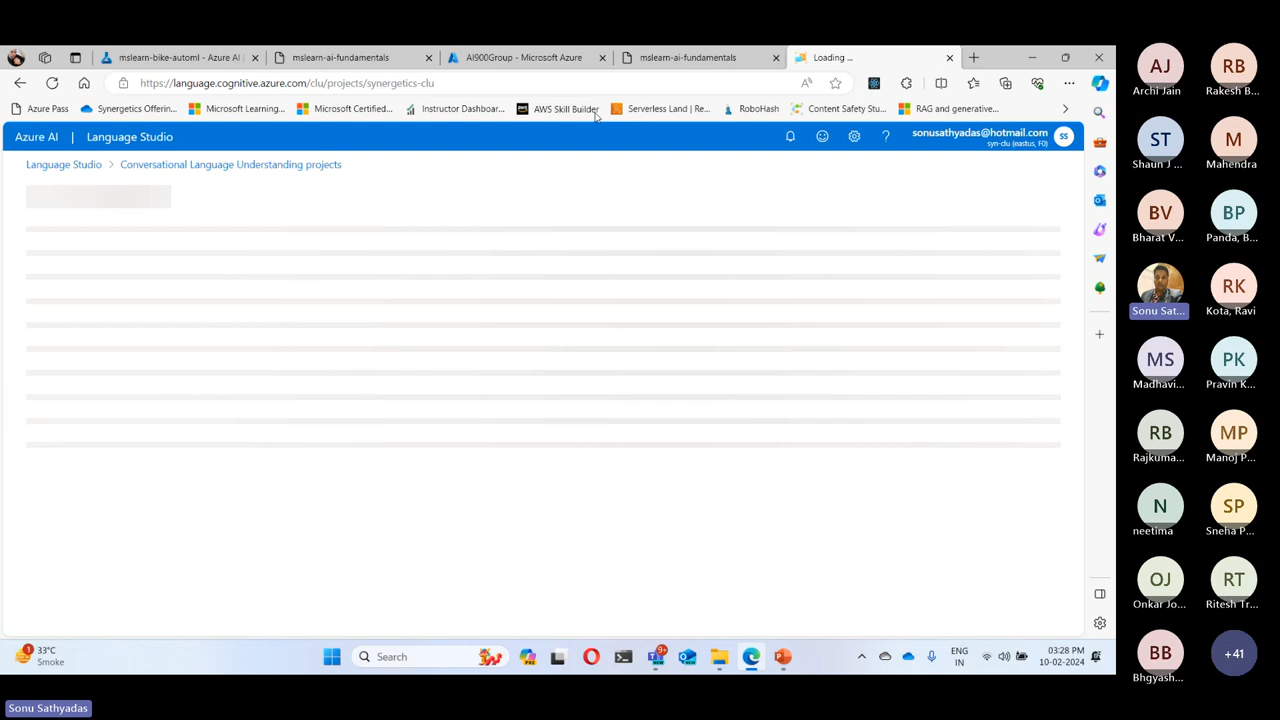 mslearn-bike-automl - Azure AI |
mslearn-ai-fundamentals
AI900Group - Microsoft Azure
mslearn-ai-fundamentals
Loading ...
https://language.cognitive.azure.com/clu/projects/synergetics-clu
Azure Pass
Synergetics Offerin...
Microsoft Learning...
Microsoft Certified...
Instructor Dashboar...
AWS Skill Builder
Serverless Land | Re...
RoboHash
Content Safety Stu...
RAG and generative...
Azure AI | Language Studio
sonusathyadas@hotmail.com
syn-clu (eastus, F0)
SS
Language Studio > Conversational Language Understanding projects
AJ
Archi Jain
RB
Rakesh B...
ST
Shaun J ...
M
Mahendra
BV
Bharat V...
BP
Panda, B...
Sonu Sat...
RK
Kota, Ravi
MS
Madhavi...
PK
Pravin K...
RB
Rajkuma...
MP
Manoj P...
N
neetima
SP
Sneha P...
OJ
Onkar Jo...
RT
Ritesh Tr...
BB
Bhgyash...
+41
1
33°C
Smoke
Search
PRE
9+
ENG
IN
03:28 PM
10-02-2024
Sonu Sathyadas